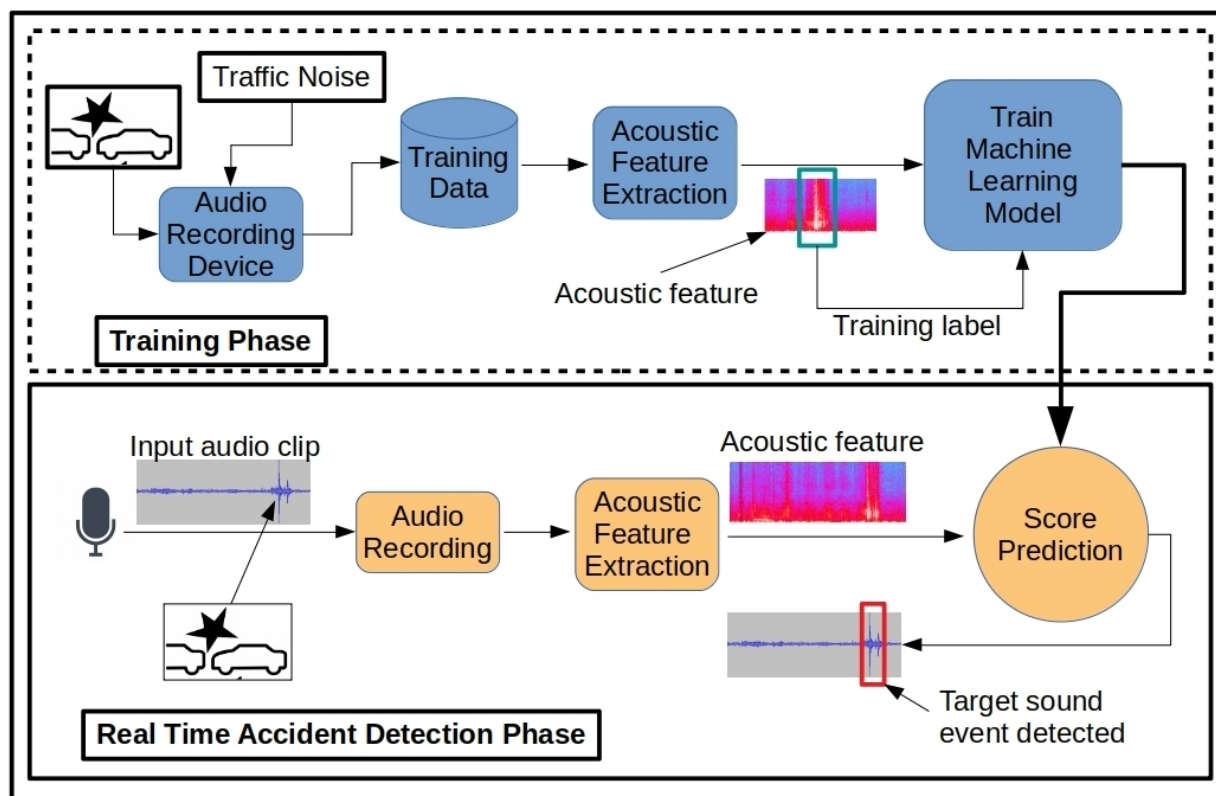 Traffic Noise
Audio
Recording
Device
Training
Data
Acoustic
Feature
Extraction
Train
Machine
Learning
Model
Acoustic feature
Training label
Training Phase
Input audio clip
Audio
Recording
Acoustic
Feature
Extraction
Acoustic feature
Score
Prediction
Target sound
event detected
Real Time Accident Detection Phase